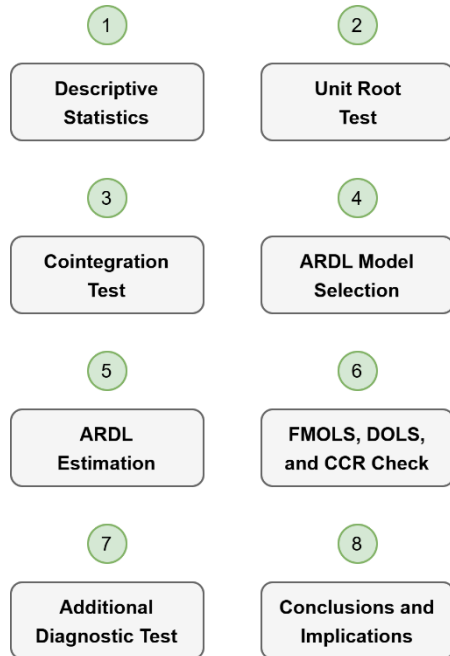 1
Descriptive
Statistics
2
Unit Root
Test
3
Cointegration
Test
4
ARDL Model
Selection
5
ARDL
Estimation
6
FMOLS, DOLS,
and CCR Check
7
Additional
Diagnostic Test
8
Conclusions and
Implications